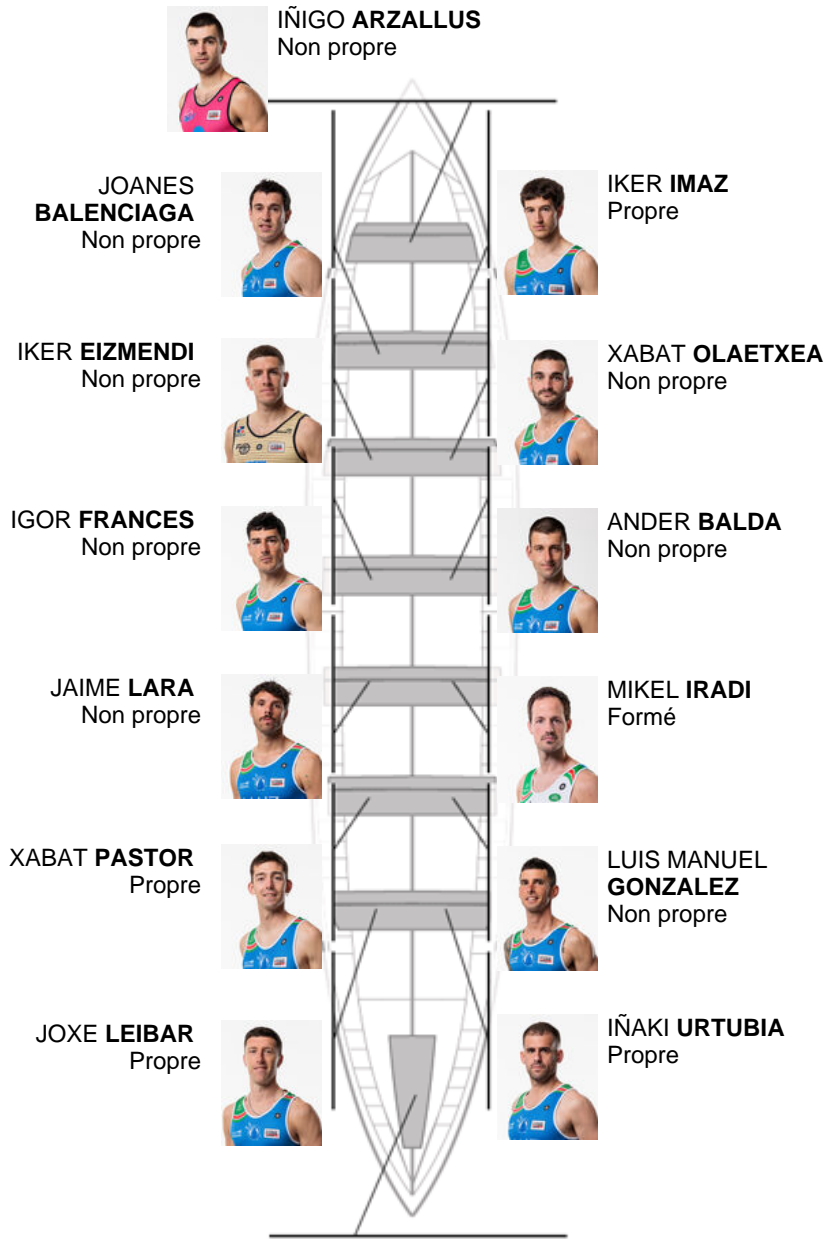 IÑIGO ARZALLUS
Non propre
JOANES
BALENCIAGA
Non propre
IKER IMAZ
Propre
IKER EIZMENDI
Non propre
XABAT OLAETXEA
Non propre
IGOR FRANCES
Non propre
ANDER BALDA
Non propre
JAIME LARA
Non propre
MIKEL IRADI
Formé
XABAT PASTOR
Propre
LUIS MANUEL
GONZALEZ
Non propre
JOXE LEIBAR
Propre
IÑAKI URTUBIA
Propre